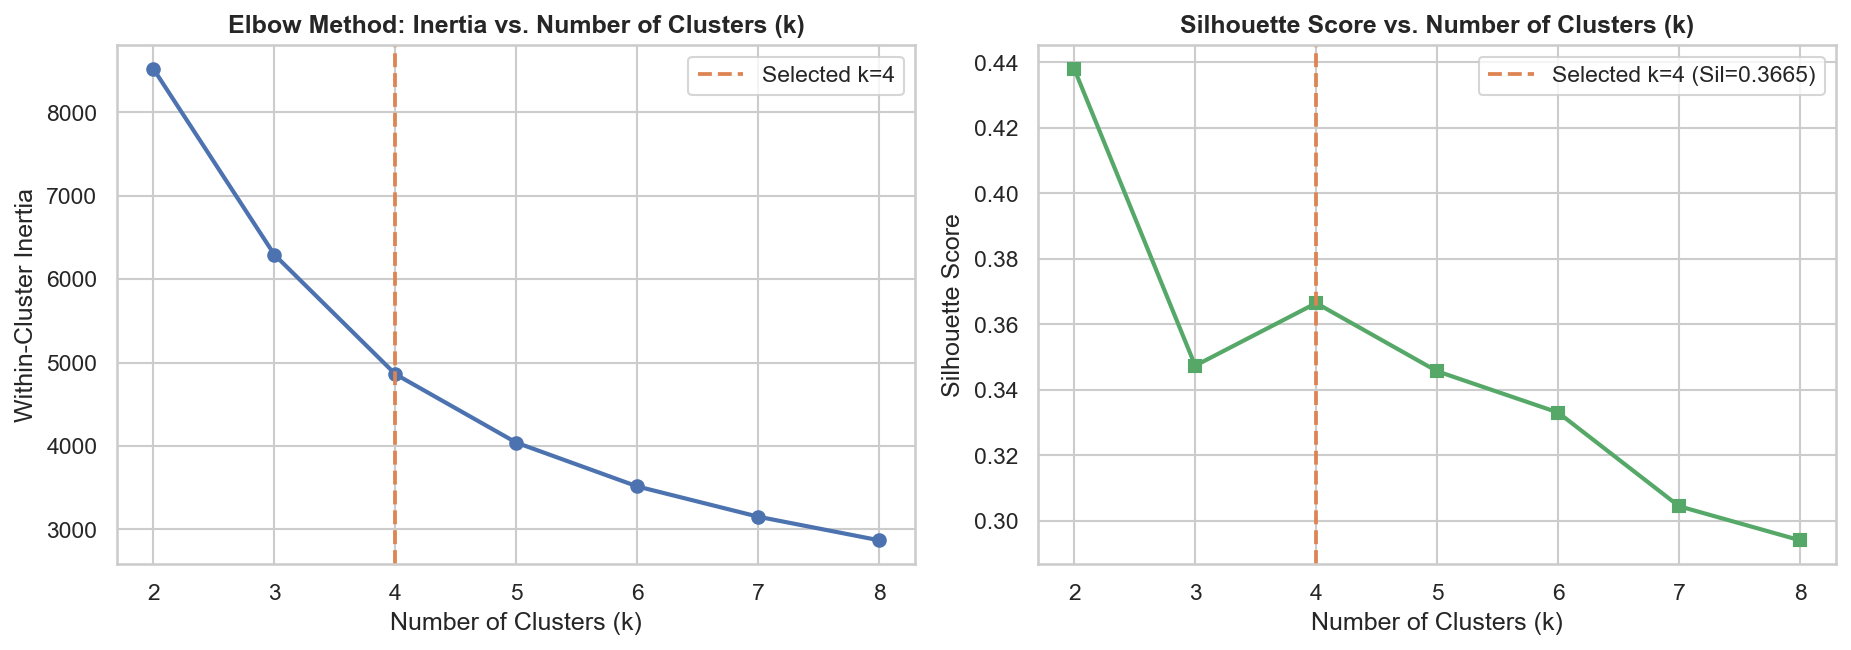 Elbow Method: Inertia vs. Number of Clusters (k)
Selected k=4
Within-Cluster Inertia
8000
7000
6000
5000
4000
3000
2 3 4 5 6 7 8
Number of Clusters (k)
Silhouette Score vs. Number of Clusters (k)
Selected k=4 (Sil=0.3665)
Silhouette Score
0.44
0.42
0.40
0.38
0.36
0.34
0.32
0.30
2 3 4 5 6 7 8
Number of Clusters (k)